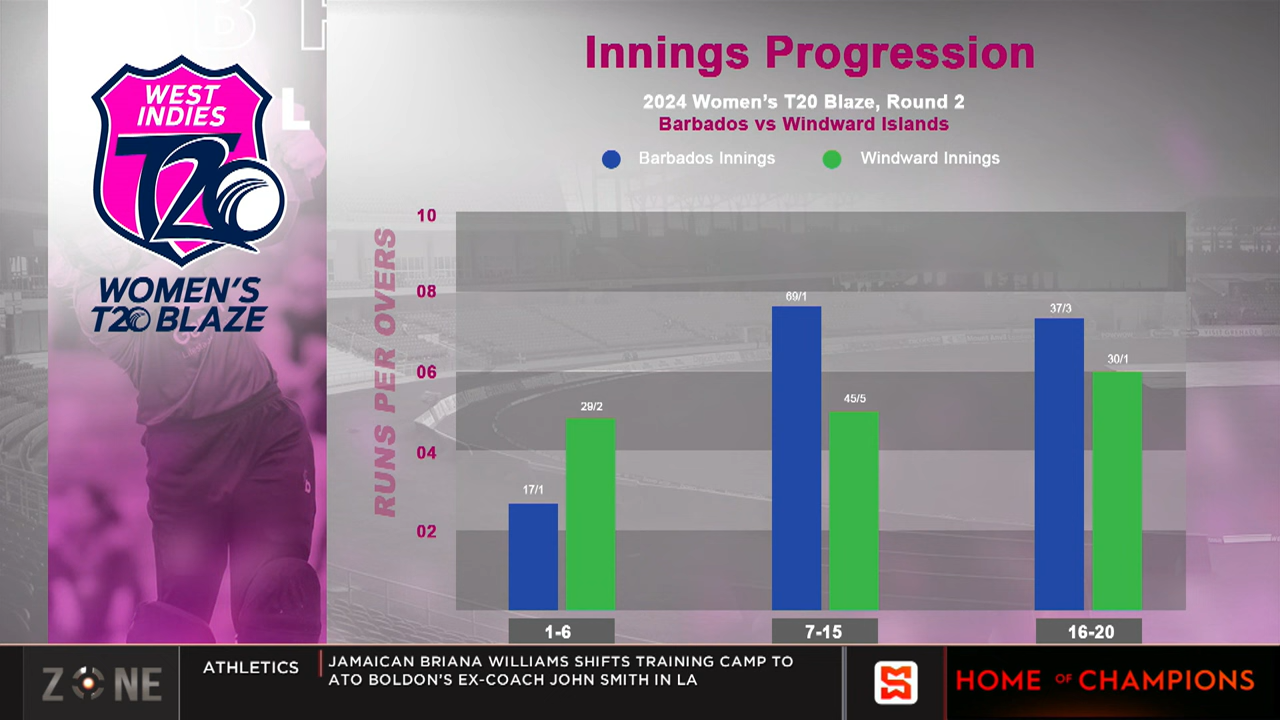 WEST
INDIES
T20
WOMEN'S
T20 BLAZE
Innings Progression
2024 Women's T20 Blaze, Round 2
Barbados vs Windward Islands
Barbados Innings
Windward Innings
RUNS PER OVERS
10
08
06
04
02
17/1
29/2
69/1
45/5
37/3
30/1
1-6
7-15
16-20
ZONE
ATHLETICS
JAMAICAN BRIANA WILLIAMS SHIFTS TRAINING CAMP TO
ATO BOLDON'S EX-COACH JOHN SMITH IN LA
HOME OF CHAMPIONS